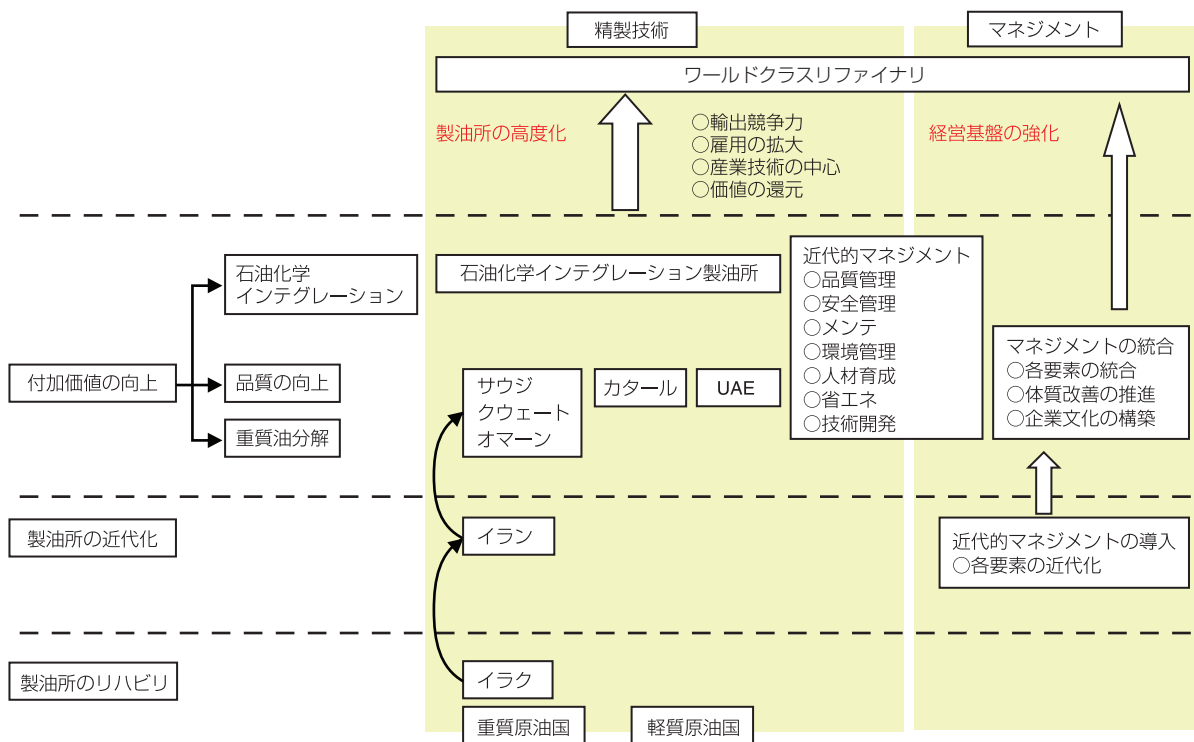 精製技術
マネジメント
ワールドクラスリファイナリ
製油所の高度化
○輸出競争力
○雇用の拡大
○産業技術の中心
○価値の還元
経営基盤の強化
石油化学
インテグレーション
付加価値の向上
品質の向上
重質油分解
石油化学インテグレーション製油所
サウジ
クウェート
オマーン
カタール
UAE
近代的マネジメント
○品質管理
○安全管理
○メンテ
○環境管理
○人材育成
○省エネ
○技術開発
マネジメントの統合
○各要素の統合
○体質改善の推進
○企業文化の構築
製油所の近代化
イラン
近代的マネジメントの導入
○各要素の近代化
製油所のリハビリ
イラク
重質原油国
軽質原油国